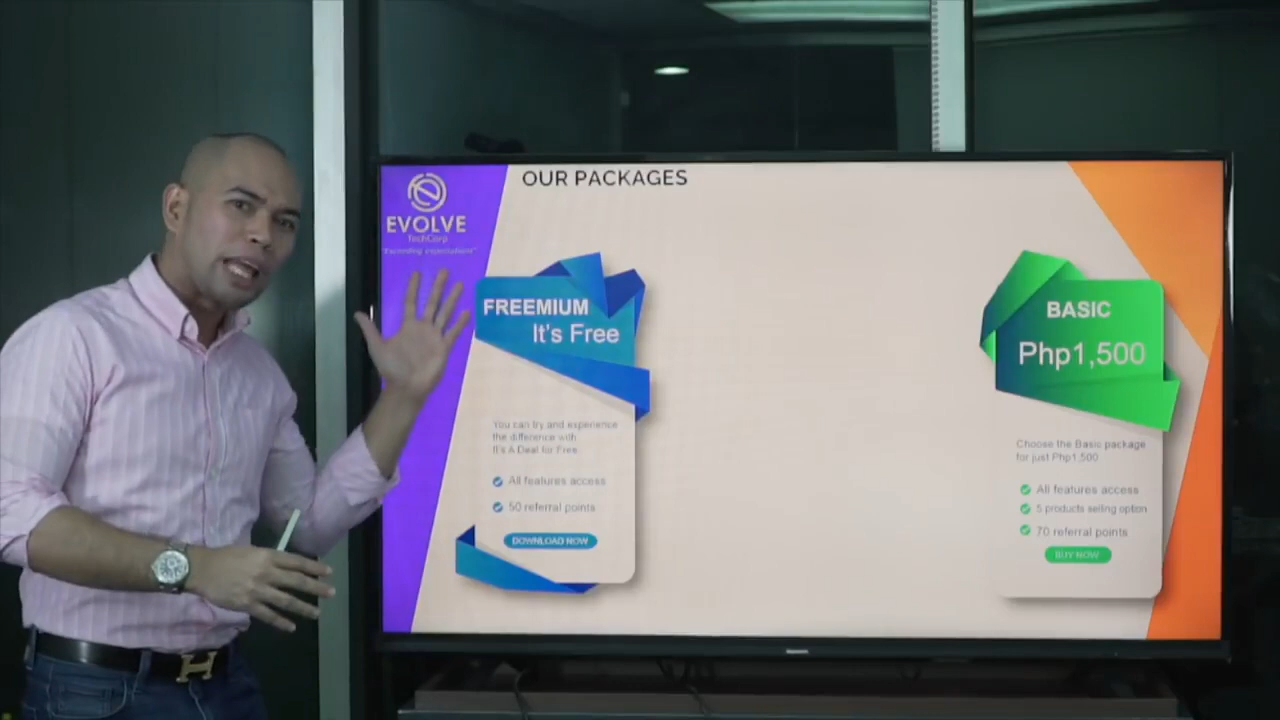 OUR PACKAGES
EVOLVE
TechCorp
"Exceeding expectations"
FREEMIUM
It's Free
You can try and experience
the difference with
It's A Deal for Free
All features access
50 referral points
DOWNLOAD NOW
BASIC
Php1,500
Choose the Basic package
for just Php1,500
All features access
5 products selling option
70 referral points
BUY NOW